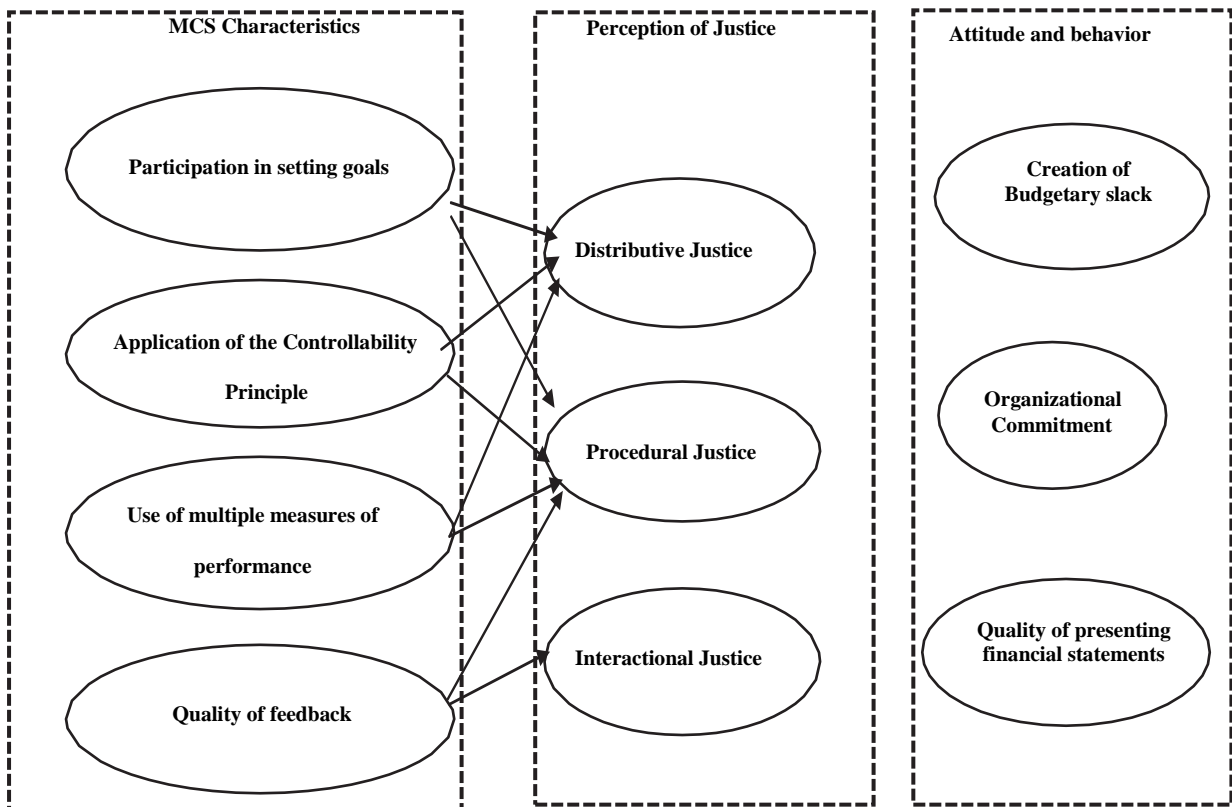 MCS Characteristics
Participation in setting goals
Application of the Controllability
Principle
Use of multiple measures of
performance
Quality of feedback
Perception of Justice
Distributive Justice
Procedural Justice
Interactional Justice
Attitude and behavior
Creation of
Budgetary slack
Organizational
Commitment
Quality of presenting
financial statements